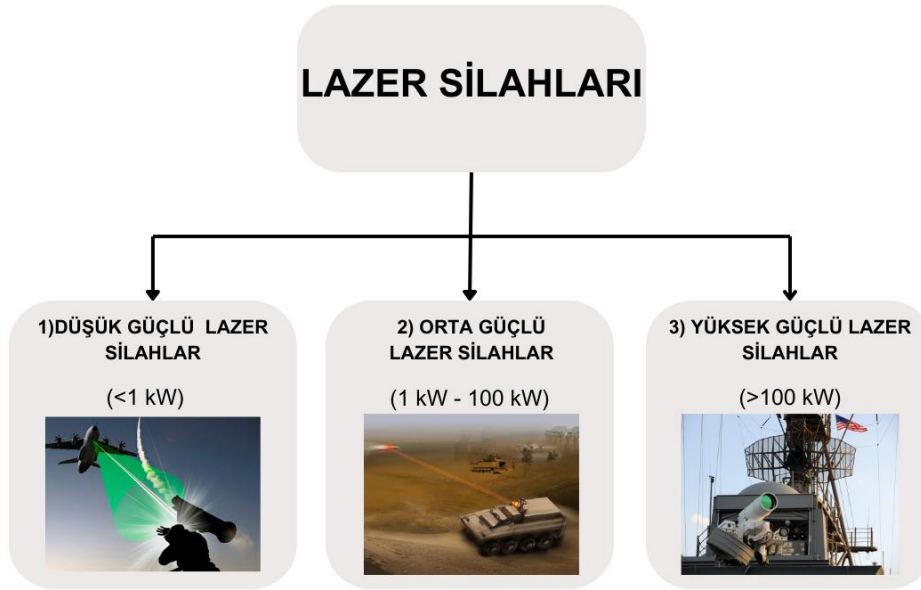 LAZER SİLAHLARI
1)DÜŞÜK GÜÇLÜ LAZER
SİLAHLAR
(<1 kW)
2) ORTA GÜÇLÜ
LAZER SİLAHLAR
(1 kW - 100 kW)
3) YÜKSEK GÜÇLÜ LAZER
SİLAHLAR
(>100 kW)